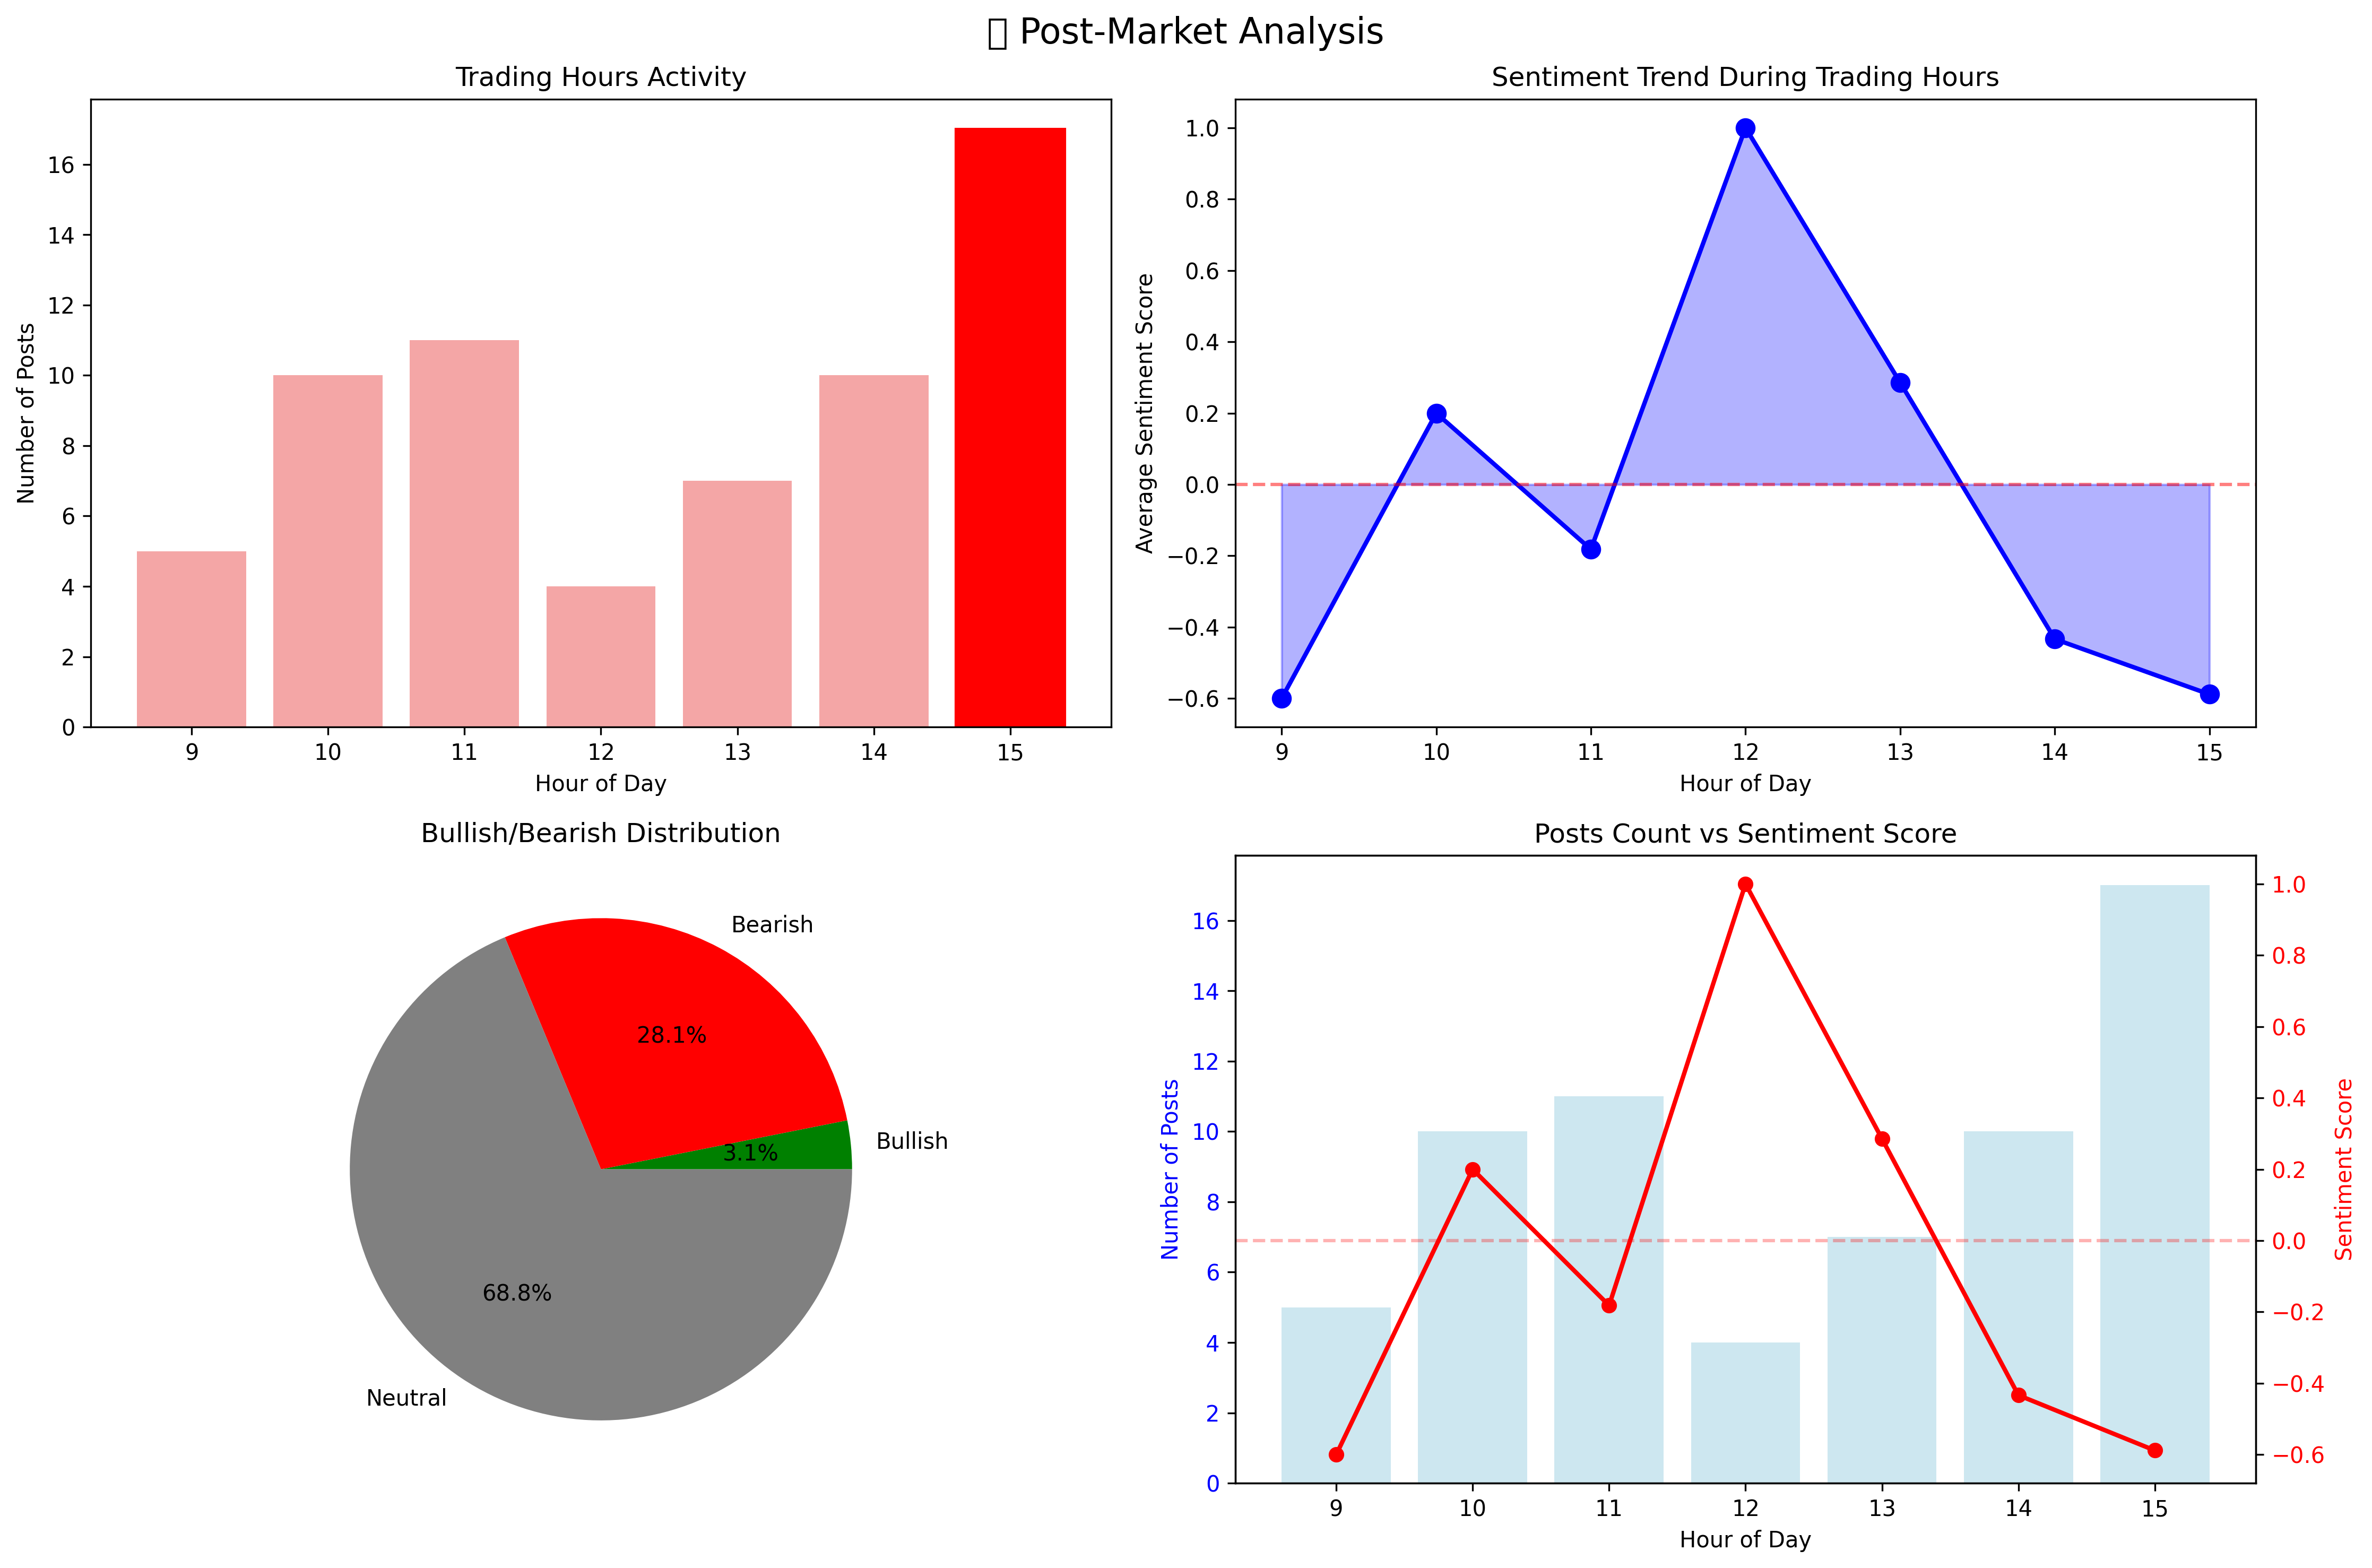 Post-Market Analysis
Trading Hours Activity
Number of Posts
16
14
12
10
8
6
4
2
0
9 10 11 12 13 14 15
Hour of Day
Sentiment Trend During Trading Hours
Average Sentiment Score
1.0
0.8
0.6
0.4
0.2
0.0
−0.2
−0.4
−0.6
9 10 11 12 13 14 15
Hour of Day
Bullish/Bearish Distribution
Bearish
28.1%
Bullish
3.1%
68.8%
Neutral
Posts Count vs Sentiment Score
Number of Posts
16
14
12
10
8
6
4
2
0
1.0
0.8
0.6
0.4
0.2
0.0
−0.2
−0.4
−0.6
Sentiment Score
9 10 11 12 13 14 15
Hour of Day